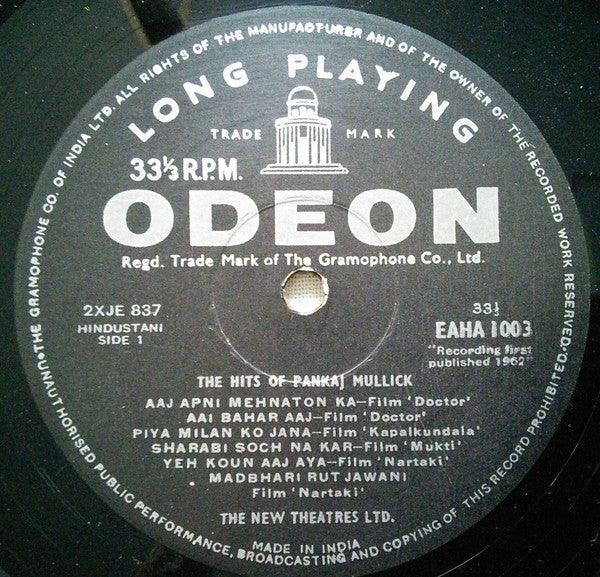 THE GRAMOPHONE CO. OF INDIA LTD. ALL RIGHTS OF THE MANUFACTURER AND OF THE OWNER OF THE RECORDED WORK RESERVED. UNAUTHORISED PUBLIC PERFORMANCE, BROADCASTING AND COPYING OF THIS RECORD PROHIBITED.
LONG PLAYING
TRADE MARK
33⅓ R.P.M.
ODEON
Regd. Trade Mark of The Gramophone Co., Ltd.
2XJE 837
HINDUSTANI
SIDE 1
33⅓
EAHA 1003
"Recording first
published 1962"
THE HITS OF PANKAJ MULLICK
AAJ APNI MEHNATON KA—Film 'Doctor'
AAI BAHAR AAJ—Film 'Doctor'
PIYA MILAN KO JANA—Film 'Kapalkundala'
SHARABI SOCH NA KAR—Film 'Mukti'
YEH KOUN AAJ AYA—Film 'Nartaki'
MADBHARI RUT JAWANI
Film 'Nartaki'
THE NEW THEATRES LTD.
MADE IN INDIA